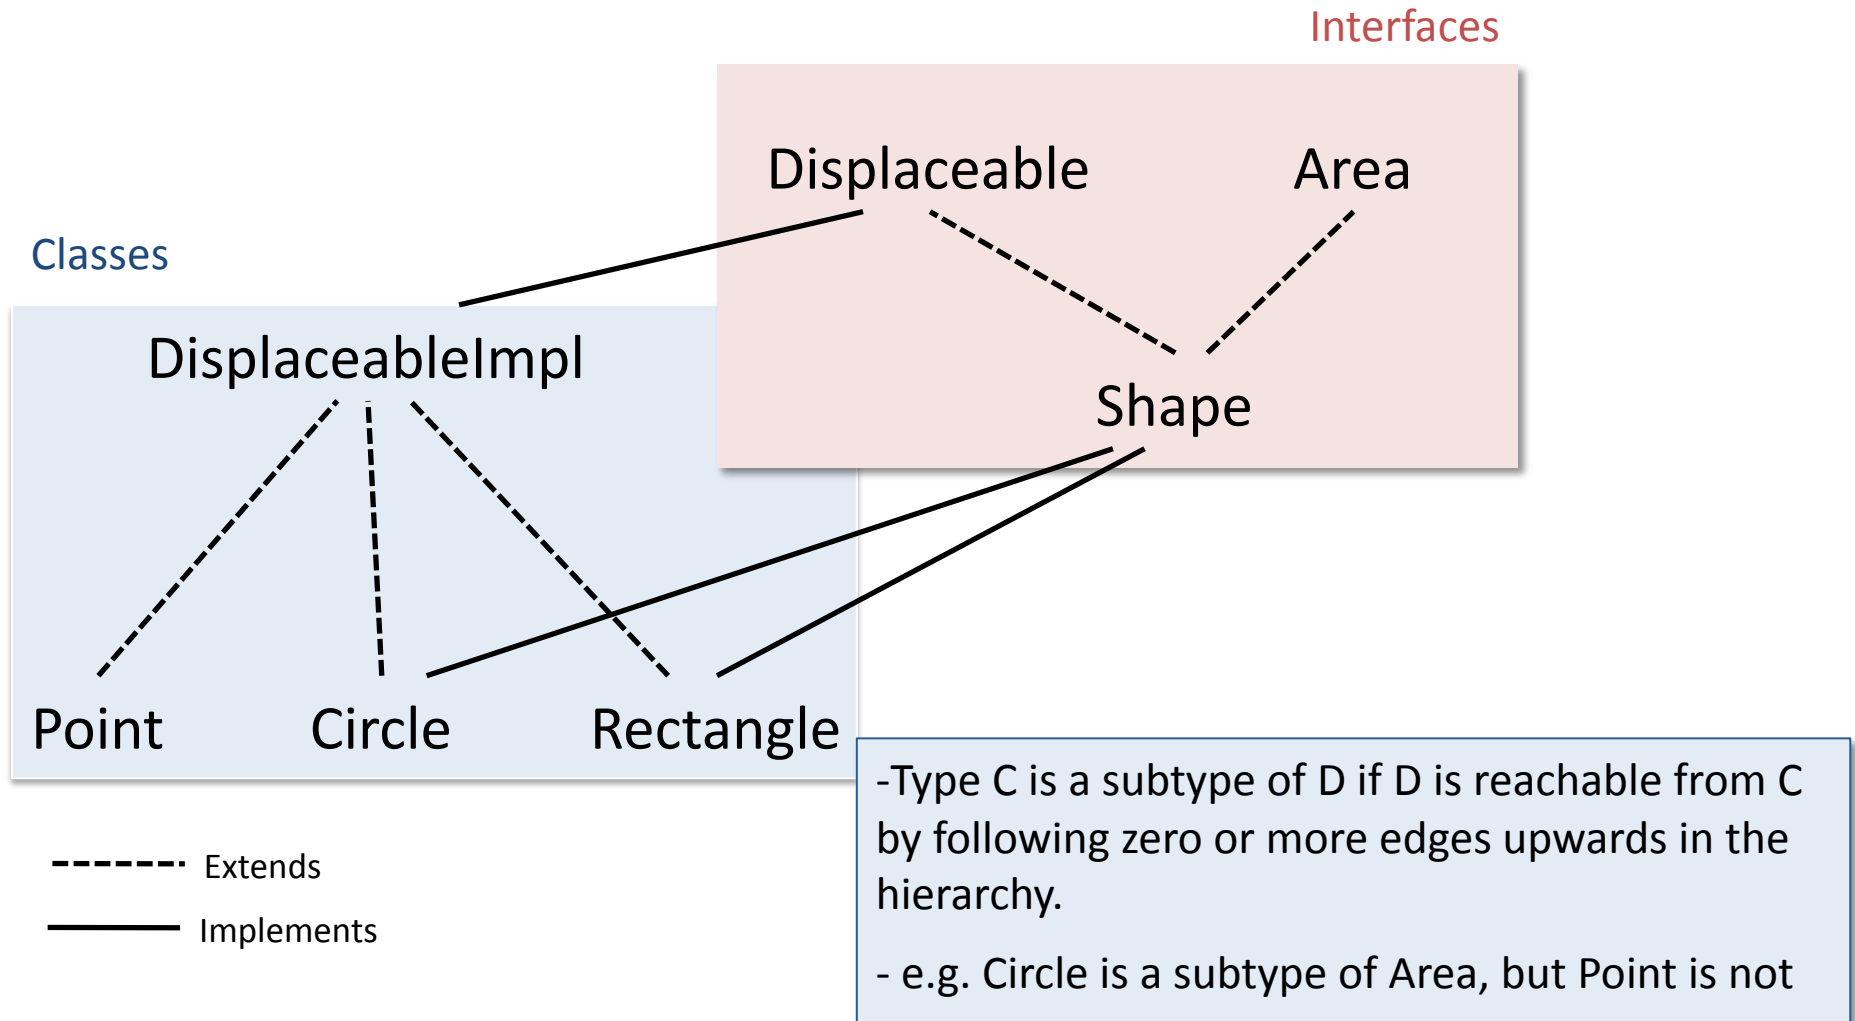 Interfaces
Displaceable
Area
Classes
DisplaceableImpl
Shape
Point
Circle
Rectangle
-Type C is a subtype of D if D is reachable from C
by following zero or more edges upwards in the
hierarchy.
- e.g. Circle is a subtype of Area, but Point is not
Extends
Implements